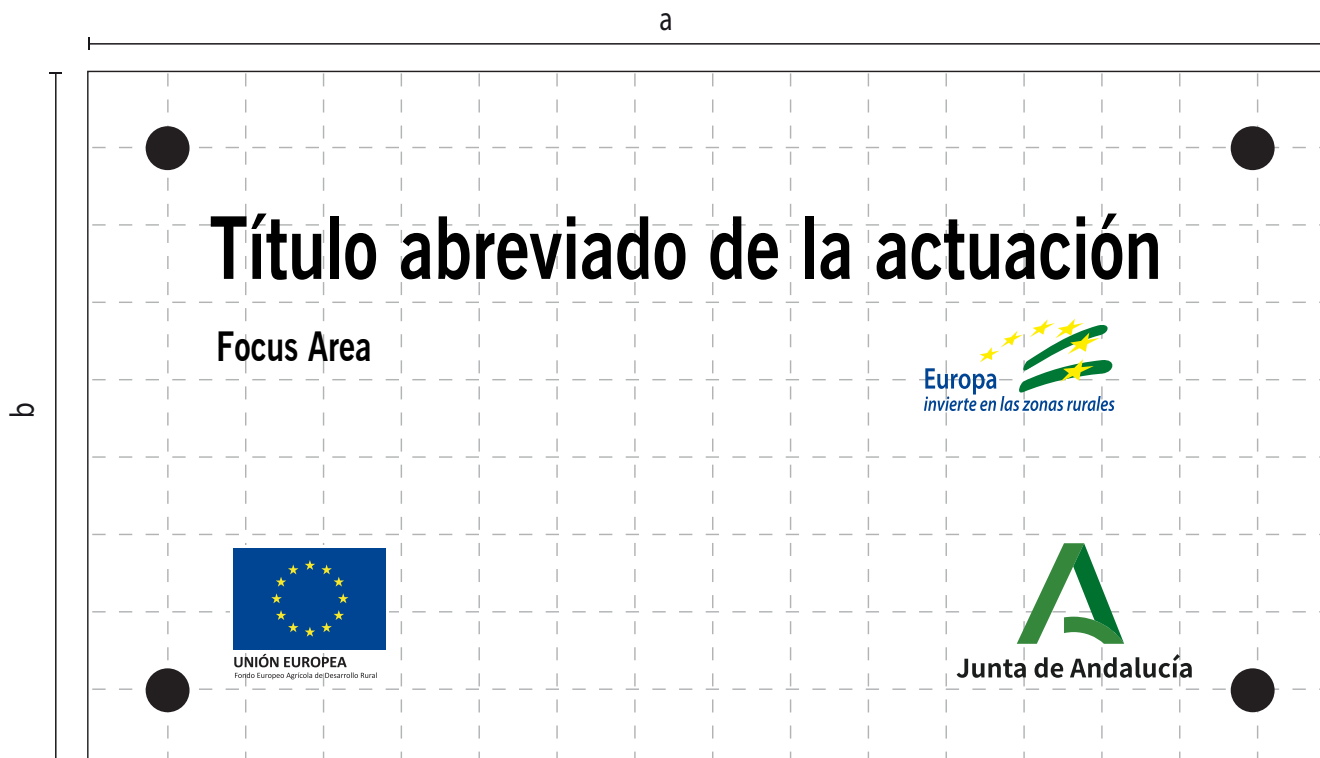 a
b
Título abreviado de la actuación
Focus Area
Europa
invierte en las zonas rurales
UNIÓN EUROPEA
Fondo Europeo Agrícola de Desarrollo Rural
Junta de Andalucía